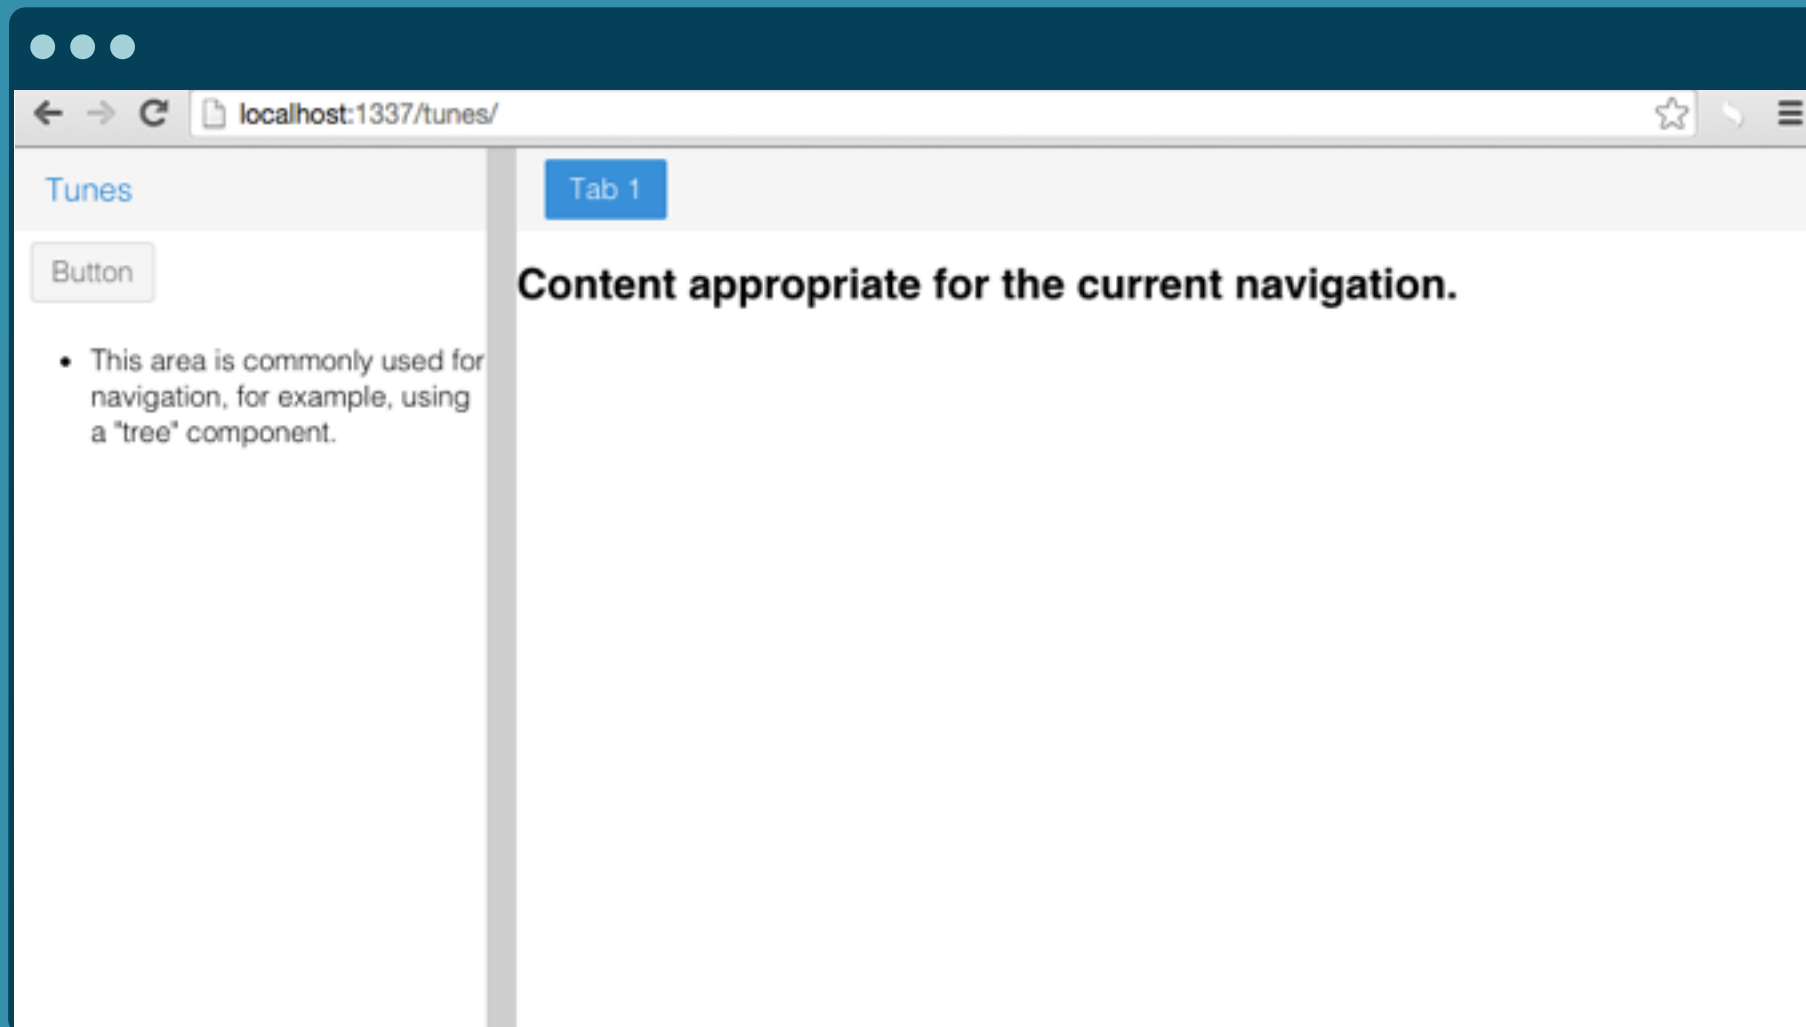 localhost:1337/tunes/
Tunes
Button
• This area is commonly used for
navigation, for example, using
a "tree" component.
Tab 1
Content appropriate for the current navigation.